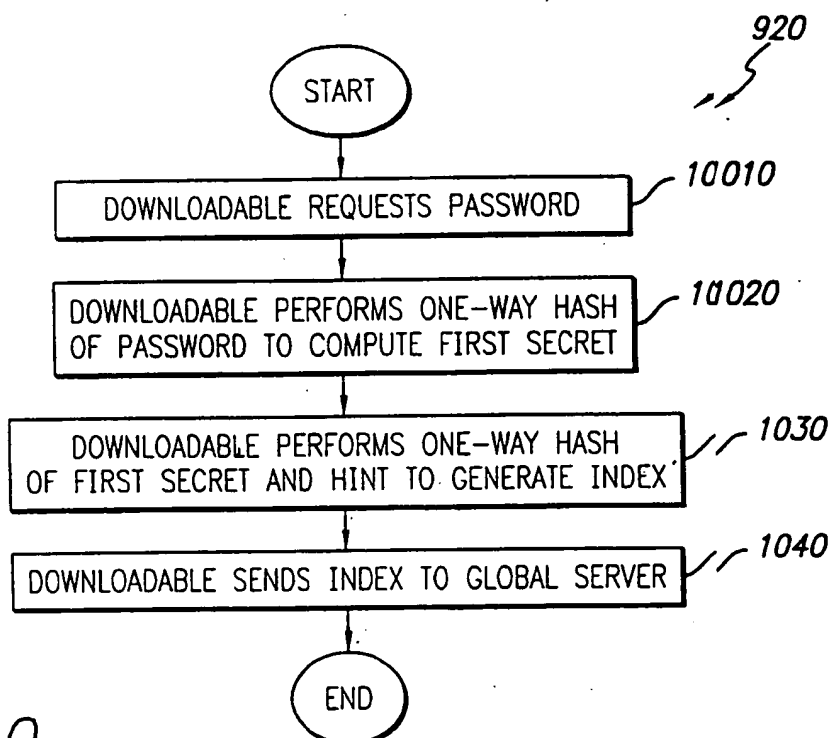 920
START
DOWNLOADABLE REQUESTS PASSWORD
10010
DOWNLOADABLE PERFORMS ONE-WAY HASH
OF PASSWORD TO COMPUTE FIRST SECRET
10020
DOWNLOADABLE PERFORMS ONE-WAY HASH
OF FIRST SECRET AND HINT TO GENERATE INDEX
1030
DOWNLOADABLE SENDS INDEX TO GLOBAL SERVER
1040
END